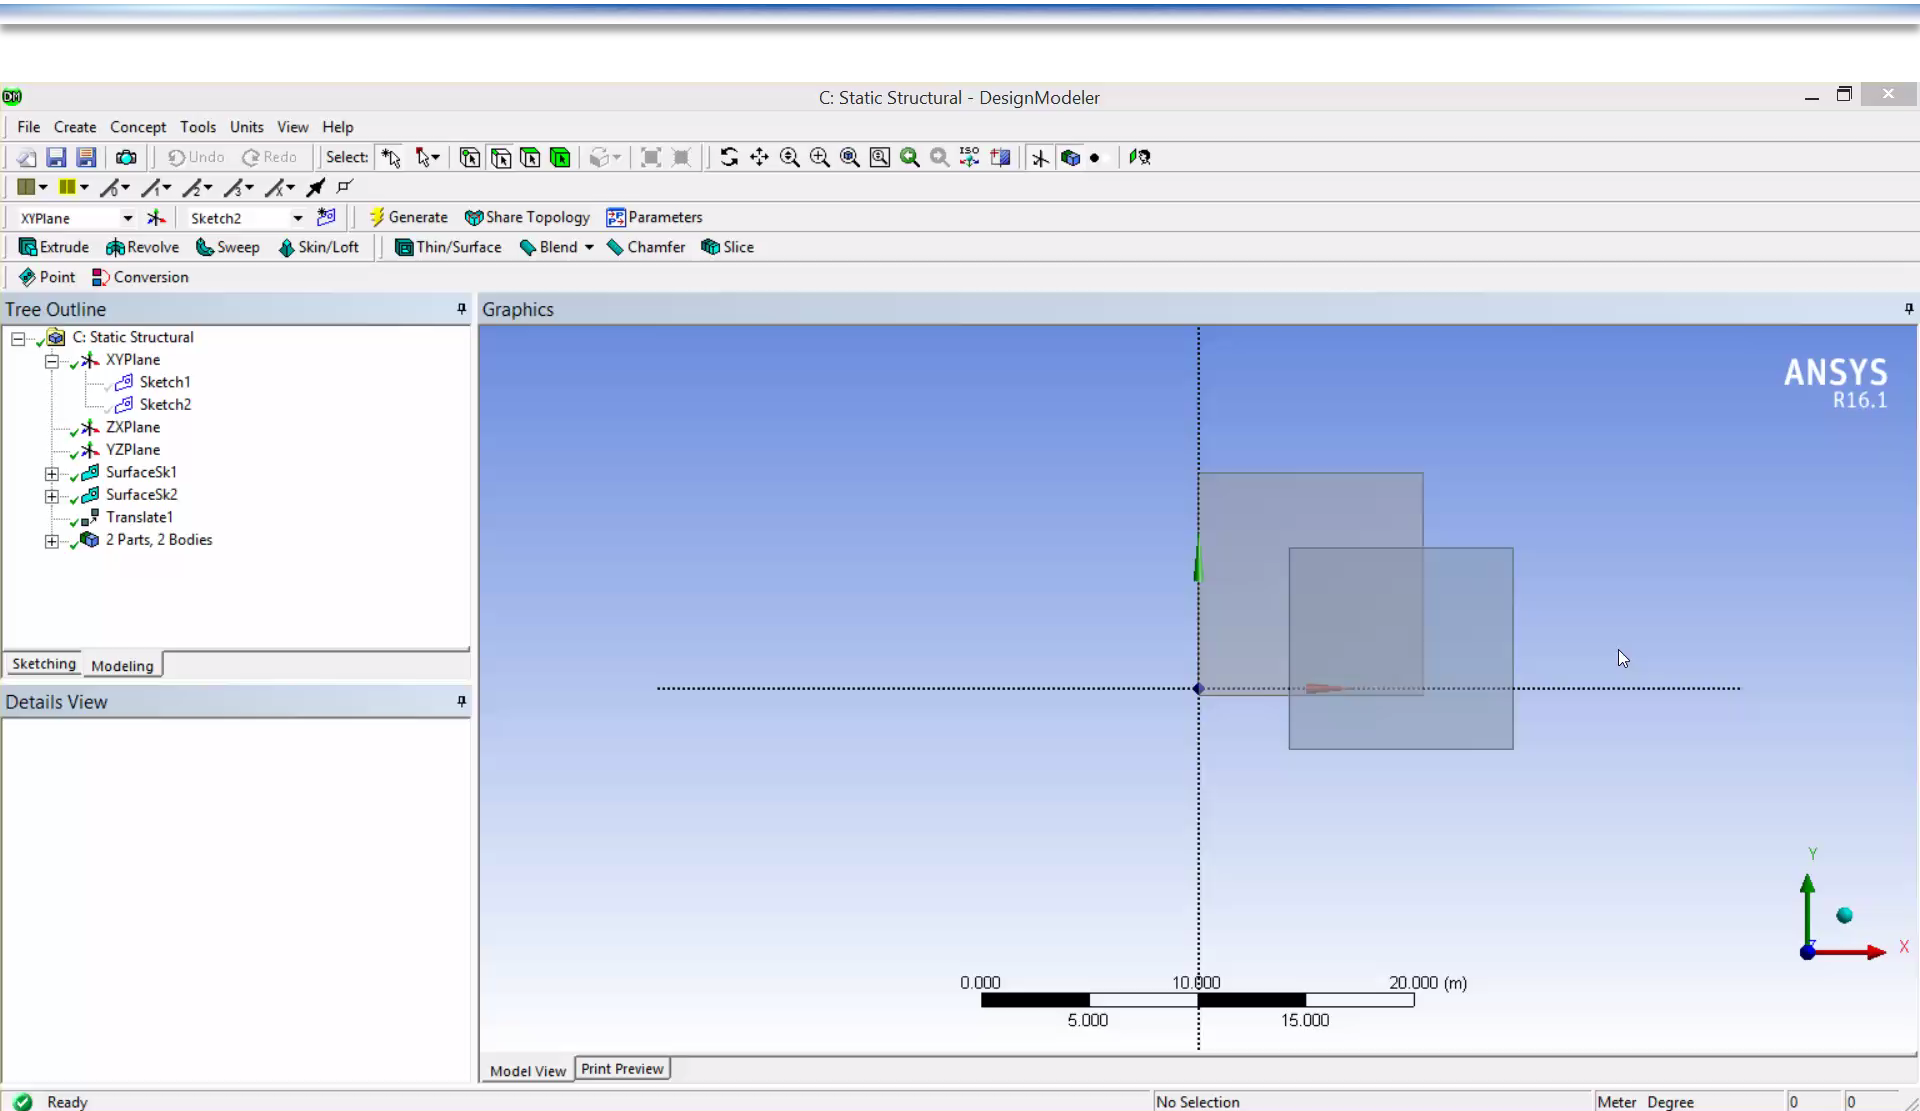 C: Static Structural - DesignModeler
File Create Concept Tools Units View Help
Undo Redo Select: ISO
XYPlane Sketch2 Generate Share Topology Parameters
Extrude Revolve Sweep Skin/Loft Thin/Surface Blend Chamfer Slice
Point Conversion
Tree Outline
C: Static Structural
XYPlane
Sketch1
Sketch2
ZXPlane
YZPlane
SurfaceSk1
SurfaceSk2
Translate1
2 Parts, 2 Bodies
Sketching Modeling
Details View
Graphics
ANSYS
R16.1
Y
Z
X
0.000 10.000 20.000 (m)
5.000 15.000
Model View Print Preview
Ready No Selection Meter Degree 0 0